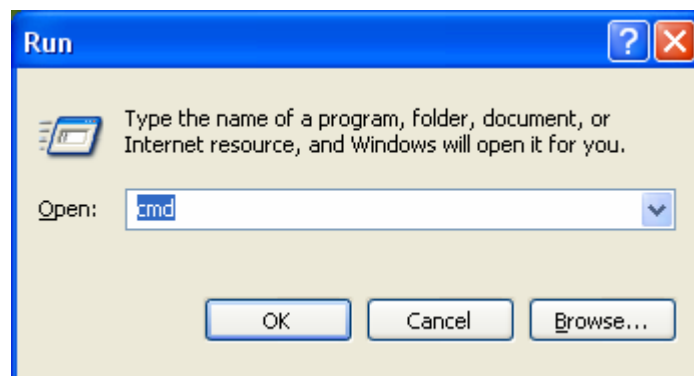 Run
Type the name of a program, folder, document, or
Internet resource, and Windows will open it for you.
Open: cmd
OK Cancel Browse...